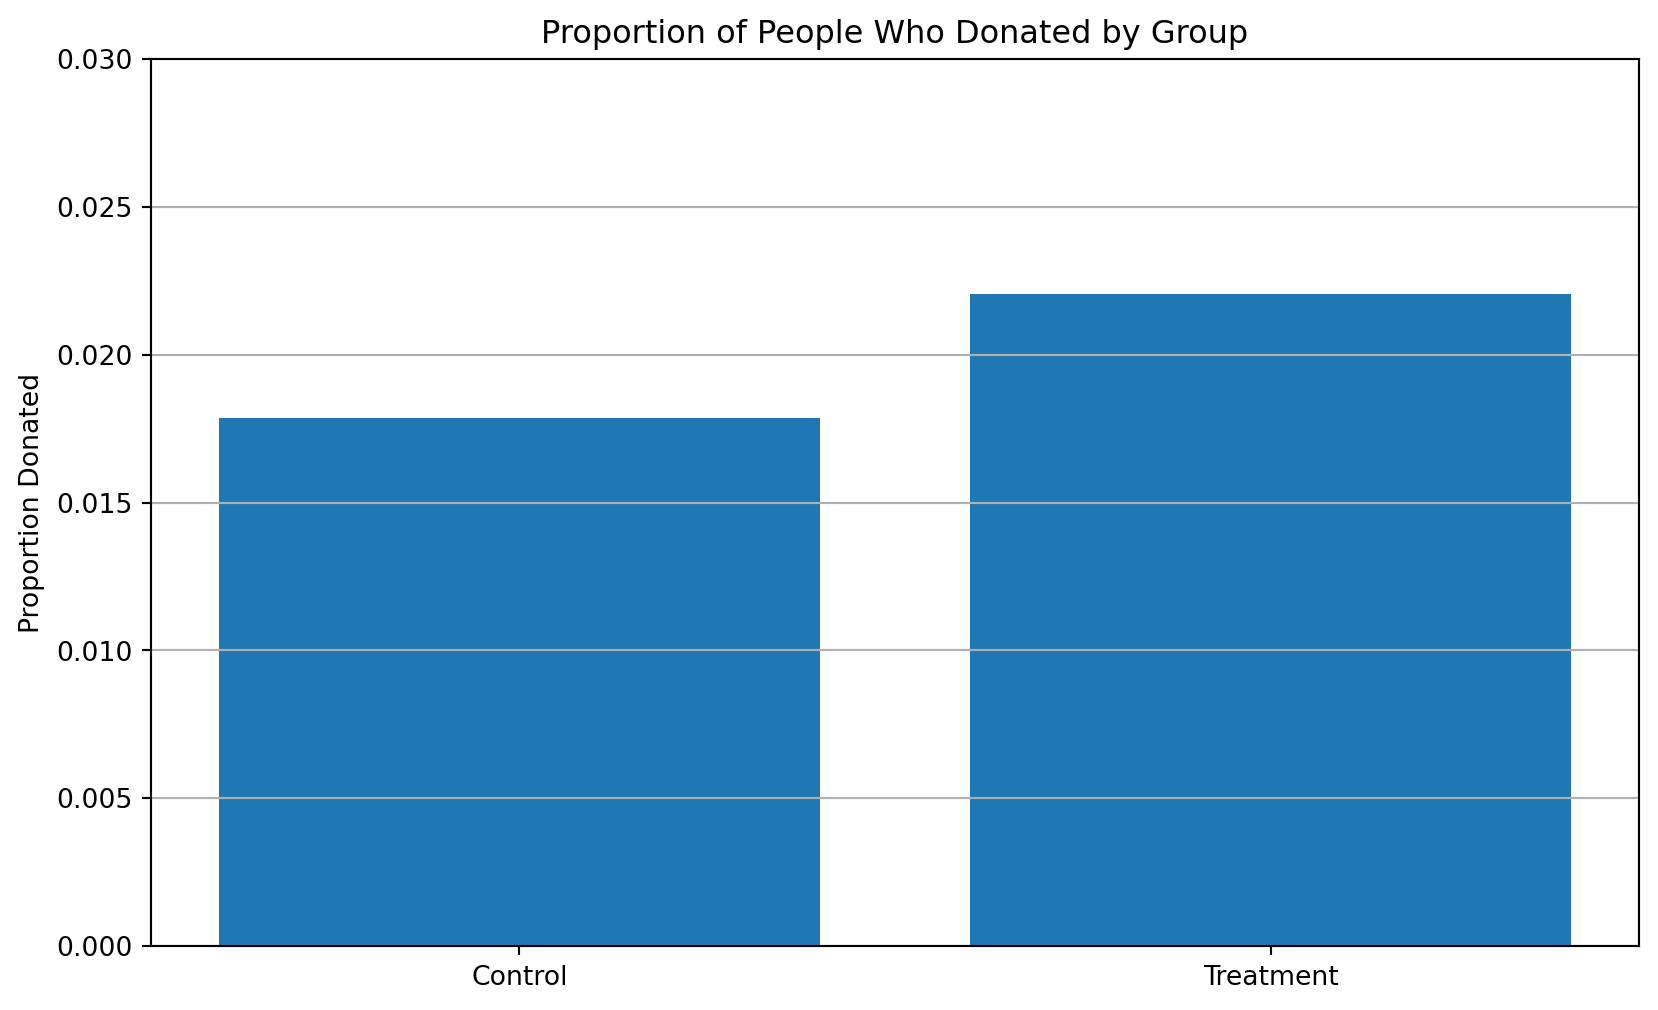 Proportion of People Who Donated by Group
Proportion Donated
0.030
0.025
0.020
0.015
0.010
0.005
0.000
Control
Treatment